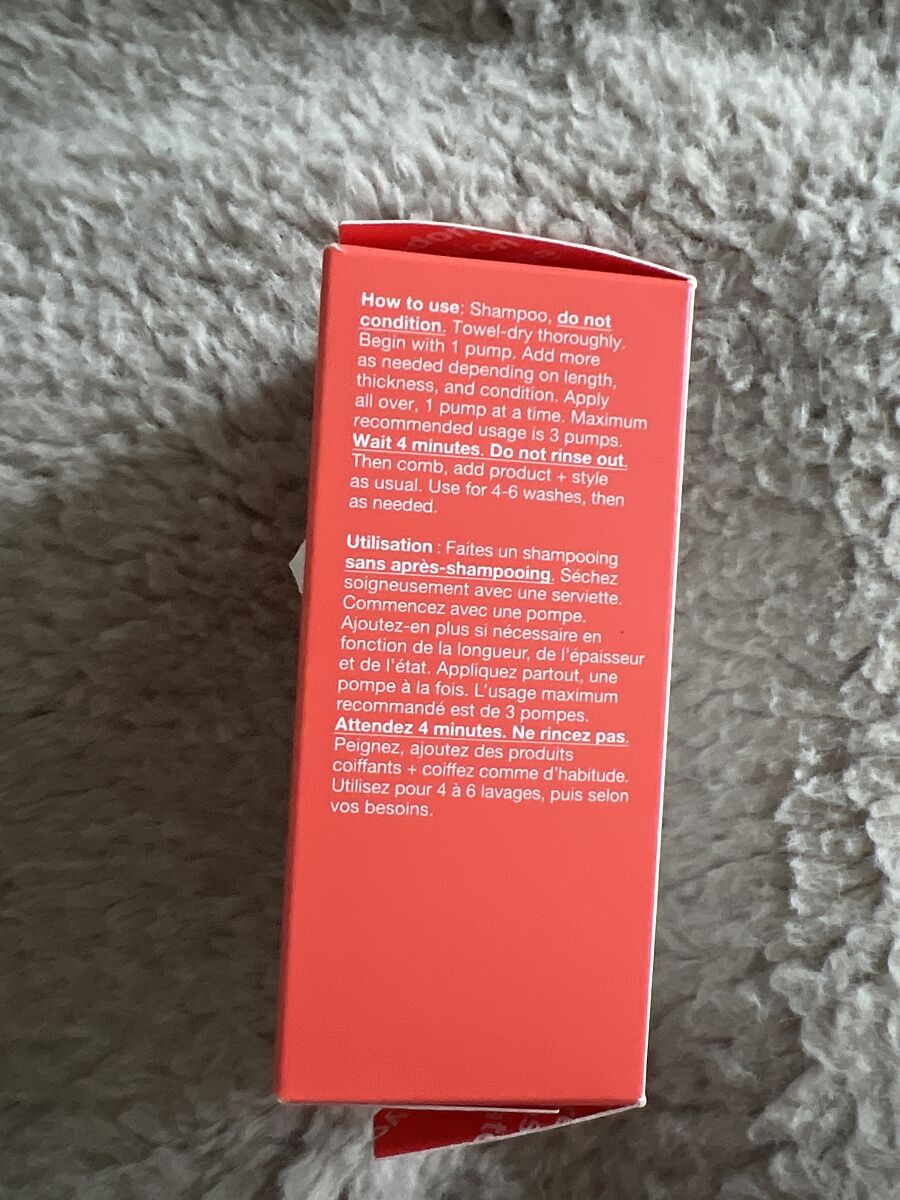 How to use: Shampoo, do not
condition. Towel-dry thoroughly.
Begin with 1 pump. Add more
as needed depending on length,
thickness, and condition. Apply
all over, 1 pump at a time. Maximum
recommended usage is 3 pumps.
Wait 4 minutes. Do not rinse out.
Then comb, add product + style
as usual. Use for 4-6 washes, then
as needed.
Utilisation : Faites un shampooing
sans après-shampooing. Séchez
soigneusement avec une serviette.
Commencez avec une pompe.
Ajoutez-en plus si nécessaire en
fonction de la longueur, de l'épaisseur
et de l'état. Appliquez partout, une
pompe à la fois. L'usage maximum
recommandé est de 3 pompes.
Attendez 4 minutes. Ne rincez pas.
Peignez, ajoutez des produits
coiffants + coiffez comme d'habitude.
Utilisez pour 4 à 6 lavages, puis selon
vos besoins.